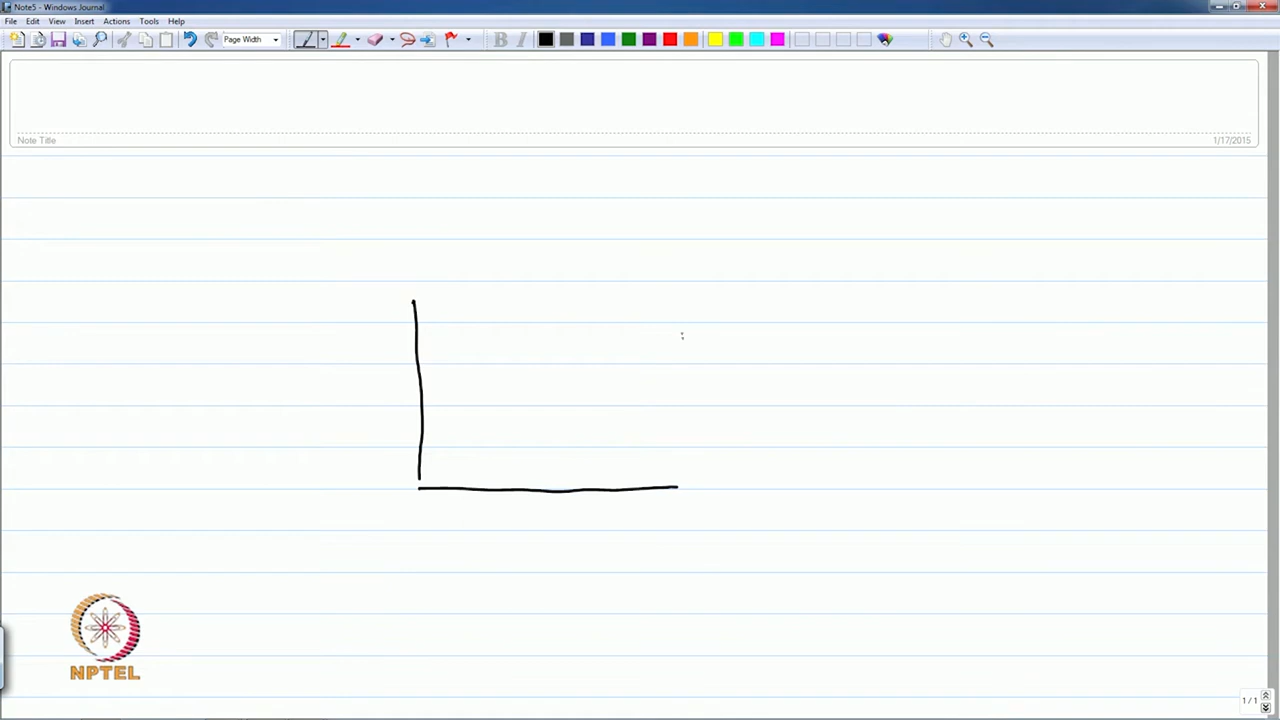 Note5 - Windows Journal
File Edit View Insert Actions Tools Help
Page Width B I
Note Title 1/17/2015
NPTEL
1/1